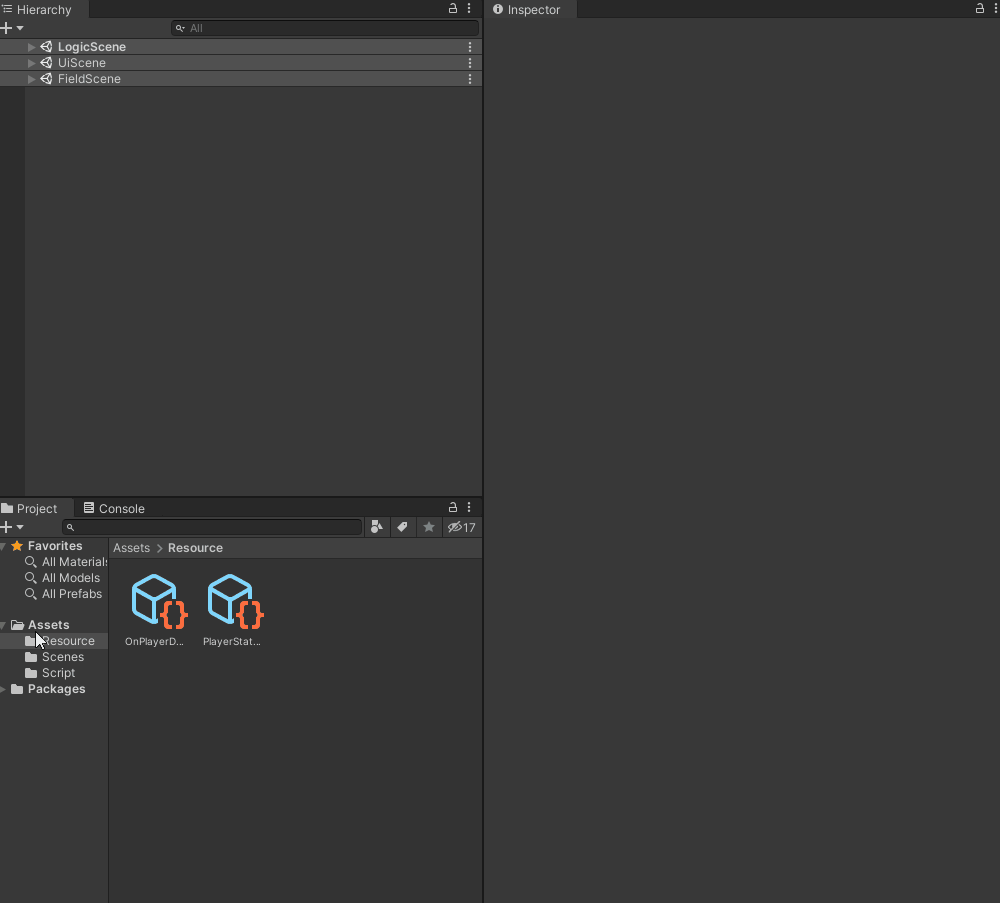 Hierarchy
All
LogicScene
UiScene
FieldScene
Inspector
Project
Console
17
Favorites
All Materials
All Models
All Prefabs
Assets
Resource
Scenes
Script
Packages
Assets > Resource
OnPlayerD...
PlayerStat...